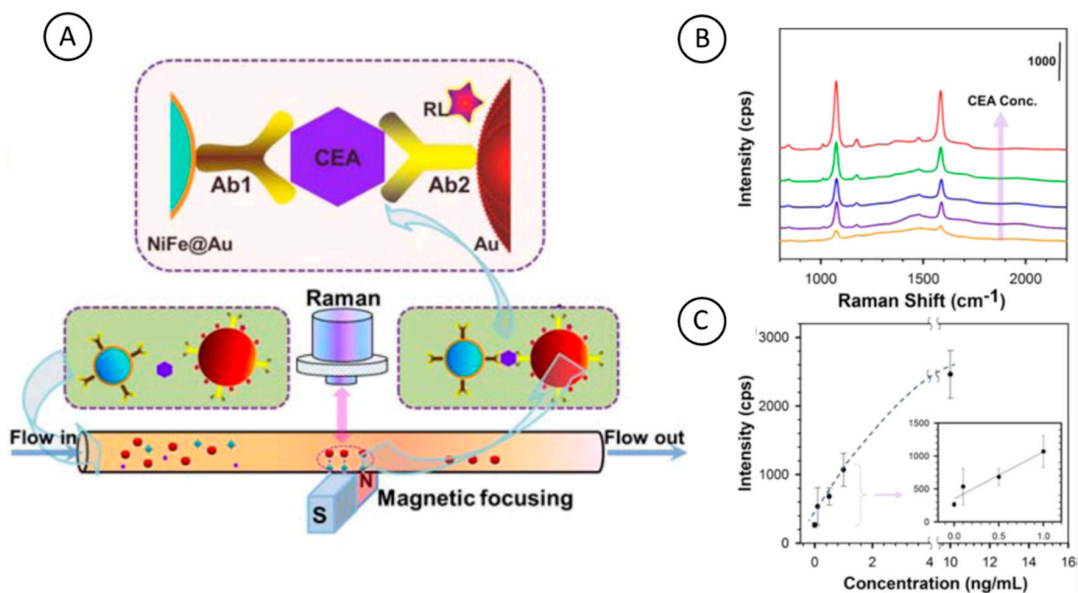 A
RL
CEA
Ab1
Ab2
NiFe@Au
Au
Raman
Flow in
Flow out
N
S
Magnetic focusing
B
1000
CEA Conc.
Intensity (cps)
1000
1500
2000
Raman Shift (cm-1)
C
3000
2000
1000
0
Intensity (cps)
1500
1000
500
0
0.0
0.5
1.0
0
2
4
10
12
14
16
Concentration (ng/mL)